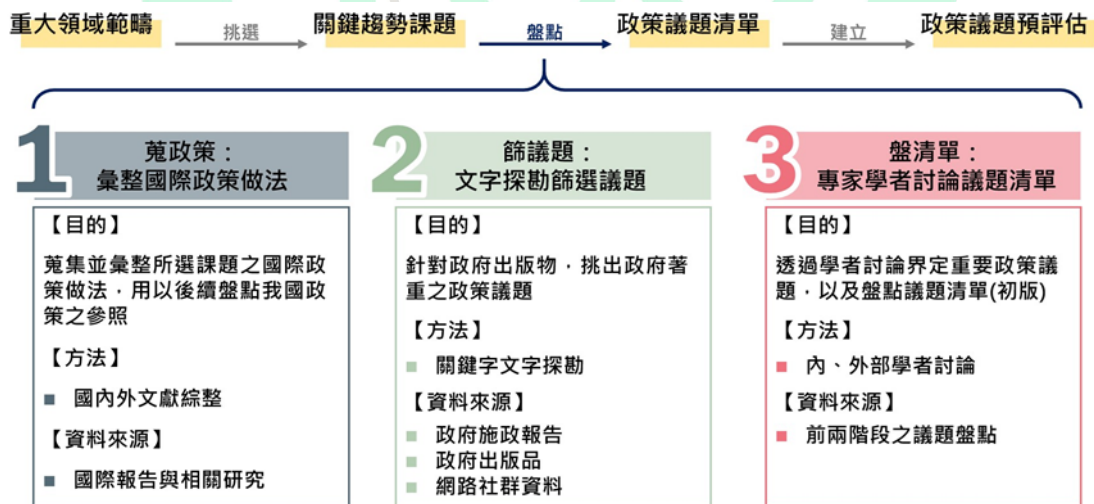 重大領域範疇 挑選 關鍵趨勢課題 盤點 政策議題清單 建立 政策議題預評估
1 蒐政策：
彙整國際政策做法
【目的】
蒐集並彙整所選課題之國際政
策做法，用以後續盤點我國政
策之參照
【方法】
■ 國內外文獻綜整
【資料來源】
■ 國際報告與相關研究
2 篩議題：
文字探勘篩選議題
【目的】
針對政府出版物，挑出政府著
重之政策議題
【方法】
■ 關鍵字文字探勘
【資料來源】
■ 政府施政報告
■ 政府出版品
■ 網路社群資料
3 盤清單：
專家學者討論議題清單
【目的】
透過學者討論界定重要政策議
題，以及盤點議題清單(初版)
【方法】
■ 內、外部學者討論
【資料來源】
■ 前兩階段之議題盤點